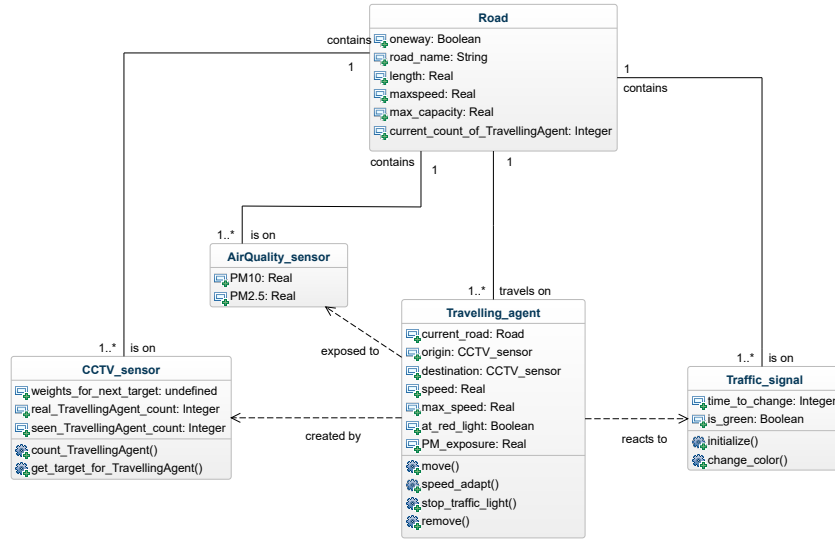 Road
oneway: Boolean
road_name: String
length: Real
maxspeed: Real
max_capacity: Real
current_count_of_TravellingAgent: Integer
contains
1
1
contains
contains
1
1
1..* is on
AirQuality_sensor
PM10: Real
PM2.5: Real
1..* travels on
Travelling_agent
current_road: Road
origin: CCTV_sensor
destination: CCTV_sensor
speed: Real
max_speed: Real
at_red_light: Boolean
PM_exposure: Real
move()
speed_adapt()
stop_traffic_light()
remove()
exposed to
1..* is on
CCTV_sensor
weights_for_next_target: undefined
real_TravellingAgent_count: Integer
seen_TravellingAgent_count: Integer
count_TravellingAgent()
get_target_for_TravellingAgent()
created by
reacts to
1..* is on
Traffic_signal
time_to_change: Integer
is_green: Boolean
initialize()
change_color()